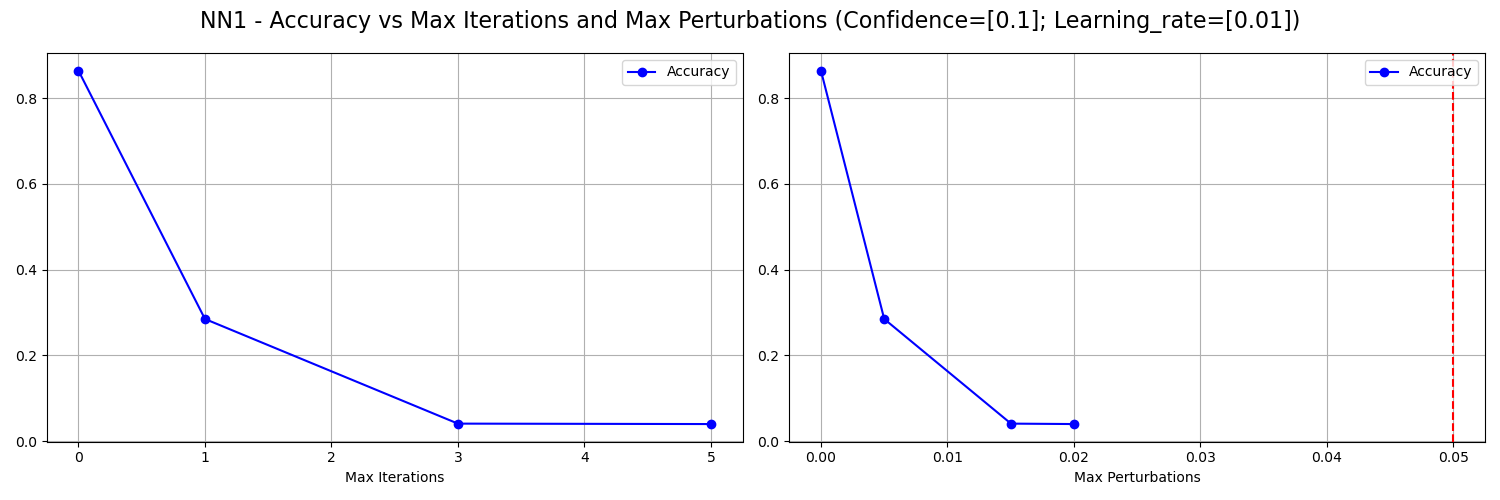 NN1 - Accuracy vs Max Iterations and Max Perturbations (Confidence=[0.1]; Learning_rate=[0.01])
Accuracy
0.8
0.6
0.4
0.2
0.0
0 1 2 3 4 5
Max Iterations
Accuracy
0.8
0.6
0.4
0.2
0.0
0.00 0.01 0.02 0.03 0.04 0.05
Max Perturbations